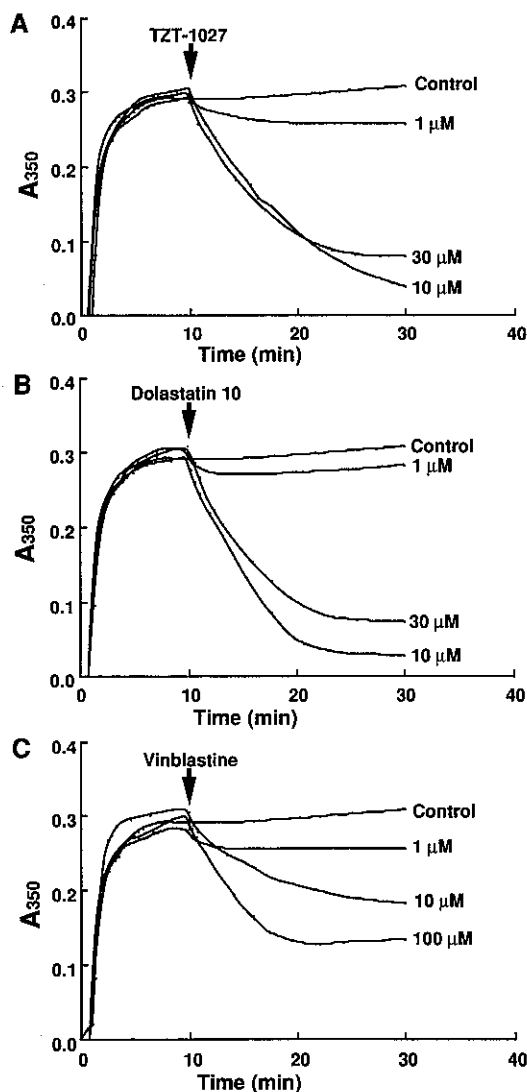 A
TZT-1027
0.4
0.3
0.2
0.1
0.0
A350
Control
1 μM
30 μM
10 μM
0 10 20 30 40
Time (min)
B
Dolastatin 10
0.4
0.3
0.2
0.1
0.0
A350
Control
1 μM
30 μM
10 μM
0 10 20 30 40
Time (min)
C
Vinblastine
0.4
0.3
0.2
0.1
0.0
A350
Control
1 μM
10 μM
100 μM
0 10 20 30 40
Time (min)